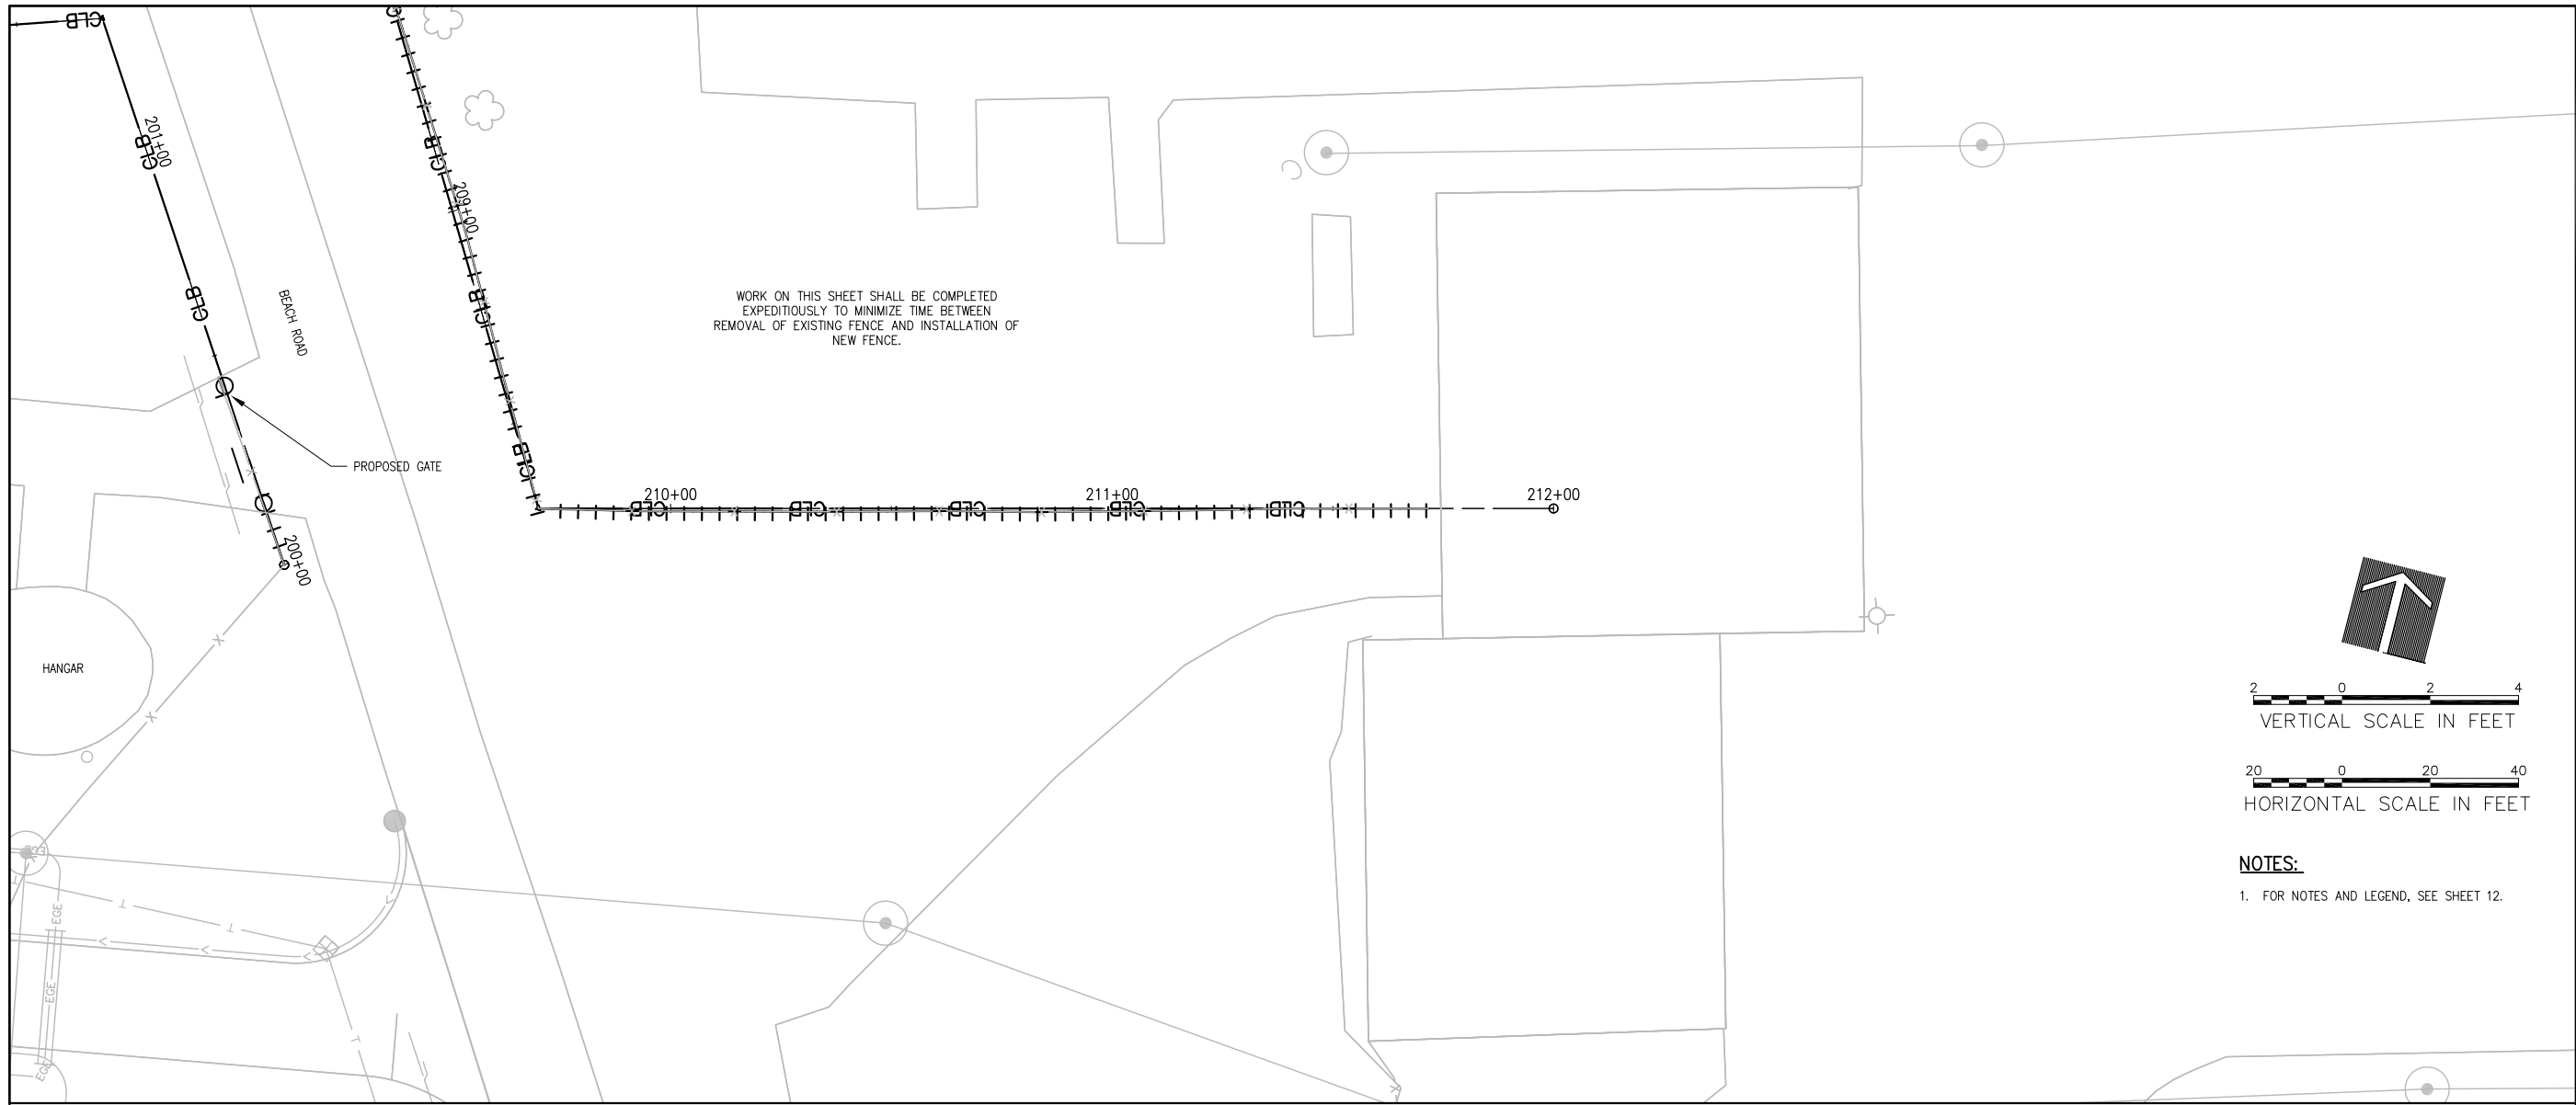 CLB
201+00
CLB
CLB
BEACH ROAD
PROPOSED GATE
200+00
CLB
209+00
CLB
CLB
WORK ON THIS SHEET SHALL BE COMPLETED
EXPEDITIOUSLY TO MINIMIZE TIME BETWEEN
REMOVAL OF EXISTING FENCE AND INSTALLATION OF
NEW FENCE.
210+00
211+00
212+00
CLB
CLB
CLB
CLB
CLB
HANGAR
X
X
T
T
T
EGE
EGE
EGE
X
2 0 2 4
VERTICAL SCALE IN FEET
20 0 20 40
HORIZONTAL SCALE IN FEET
NOTES:
1. FOR NOTES AND LEGEND, SEE SHEET 12.